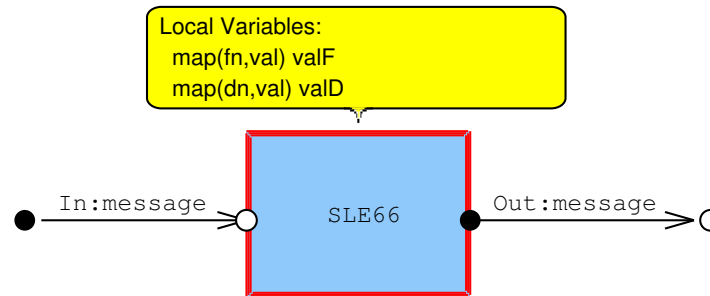 Local Variables:
map(fn,val) valF
map(dn,val) valD
In:message
SLE66
Out:message